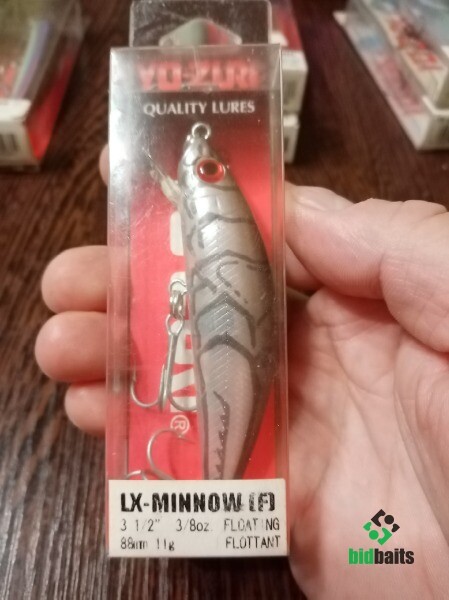 YO-ZURI
QUALITY LURES
®
LX-MINNOW (F)
3 1/2" 3/8oz. FLOATING
88mm 11g FLOTTANT
bidbaits